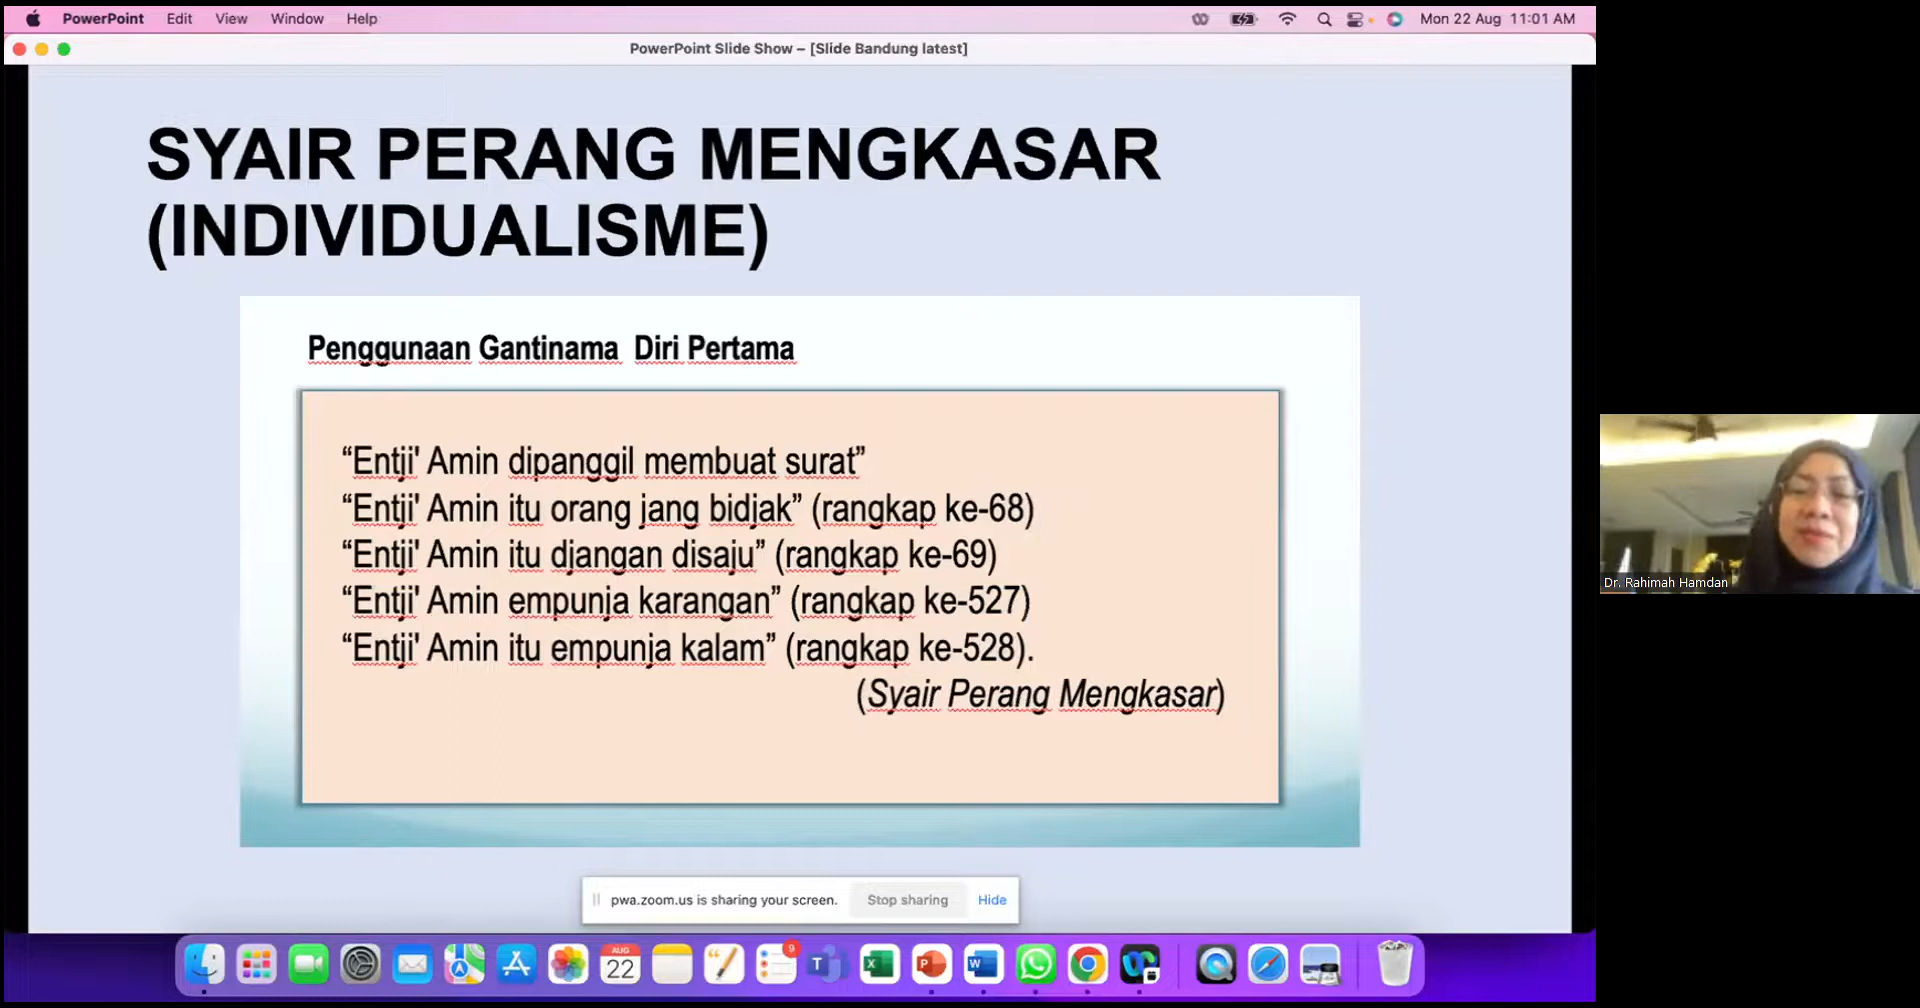 PowerPoint Edit View Window Help Mon 22 Aug 11:01 AM
PowerPoint Slide Show – [Slide Bandung latest]
SYAIR PERANG MENGKASAR
(INDIVIDUALISME)
Penggunaan Gantinama Diri Pertama
“Entji' Amin dipanggil membuat surat”
“Entji' Amin itu orang jang bidjak” (rangkap ke-68)
“Entji' Amin itu djangan disaju” (rangkap ke-69)
“Entji' Amin empunja karangan” (rangkap ke-527)
“Entji' Amin itu empunja kalam” (rangkap ke-528).
(Syair Perang Mengkasar)
Dr. Rahimah Hamdan
pwa.zoom.us is sharing your screen. Stop sharing Hide
AUG
22
9
T
X
P
W